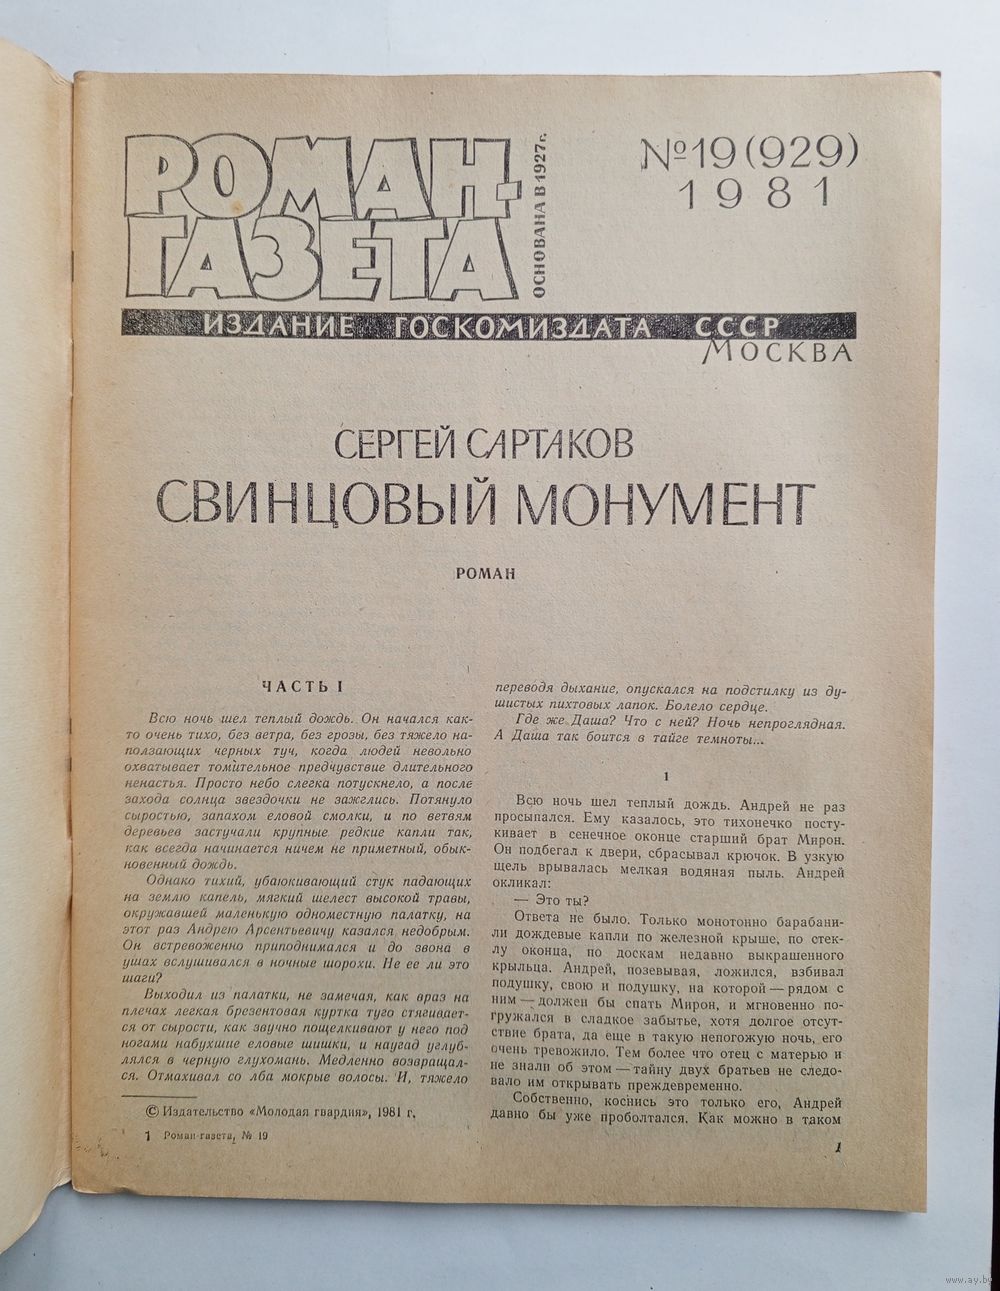 РОМАН-
ГАЗЕТА
ОСНОВАНА В 1927 г.
№19(929)
1981
ИЗДАНИЕ ГОСКОМИЗДАТА СССР
МОСКВА
СЕРГЕЙ САРТАКОВ
СВИНЦОВЫЙ МОНУМЕНТ
РОМАН
ЧАСТЬ I
Всю ночь шел теплый дождь. Он начался как-
то очень тихо, без ветра, без грозы, без тяжело на-
ползающих черных туч, когда людей невольно
охватывает томительное предчувствие длительного
ненастья. Просто небо слегка потускнело, а после
захода солнца звездочки не зажглись. Потянуло
сыростью, запахом еловой смолки, и по ветвям
деревьев застучали крупные редкие капли так,
как всегда начинается ничем не приметный, обык-
новенный дождь.
Однако тихий, убаюкивающий стук падающих
на землю капель, мягкий шелест высокой травы,
окружавшей маленькую одноместную палатку, на
этот раз Андрею Арсентьевичу казался недобрым.
Он встревоженно приподнимался и до звона в
ушах вслушивался в ночные шорохи. Не ее ли это
шаги?
Выходил из палатки, не замечая, как враз на
плечах легкая брезентовая куртка туго стягивает-
ся от сырости, как звучно пощелкивают у него под
ногами набухшие еловые шишки, и наугад углуб-
лялся в черную глухомань. Медленно возвращал-
ся. Отмахивал со лба мокрые волосы. И, тяжело
© Издательство «Молодая гвардия», 1981 г.
1 Роман-газета, № 19
переводя дыхание, опускался на подстилку из ду-
шистых пихтовых лапок. Болело сердце.
Где же Даша? Что с ней? Ночь непроглядная.
А Даша так боится в тайге темноты...
1
Всю ночь шел теплый дождь. Андрей не раз
просыпался. Ему казалось, это тихонечко посту-
кивает в сенечное оконце старший брат Мирон.
Он подбегал к двери, сбрасывал крючок. В узкую
щель врывалась мелкая водяная пыль. Андрей
окликал:
— Это ты?
Ответа не было. Только монотонно барабани-
ли дождевые капли по железной крыше, по стек-
лу оконца, по доскам недавно выкрашенного
крыльца. Андрей, позевывая, ложился, взбивал
подушку, свою и подушку, на которой — рядом с
ним — должен бы спать Мирон, и мгновенно по-
гружался в сладкое забытье, хотя долгое отсут-
ствие брата, да еще в такую непогожую ночь, его
очень тревожило. Тем более что отец с матерью и
не знали об этом — тайну двух братьев не следо-
вало им открывать преждевременно.
Собственно, коснись это только его, Андрей
давно бы уже проболтался. Как можно в таком
1
www.ay.by